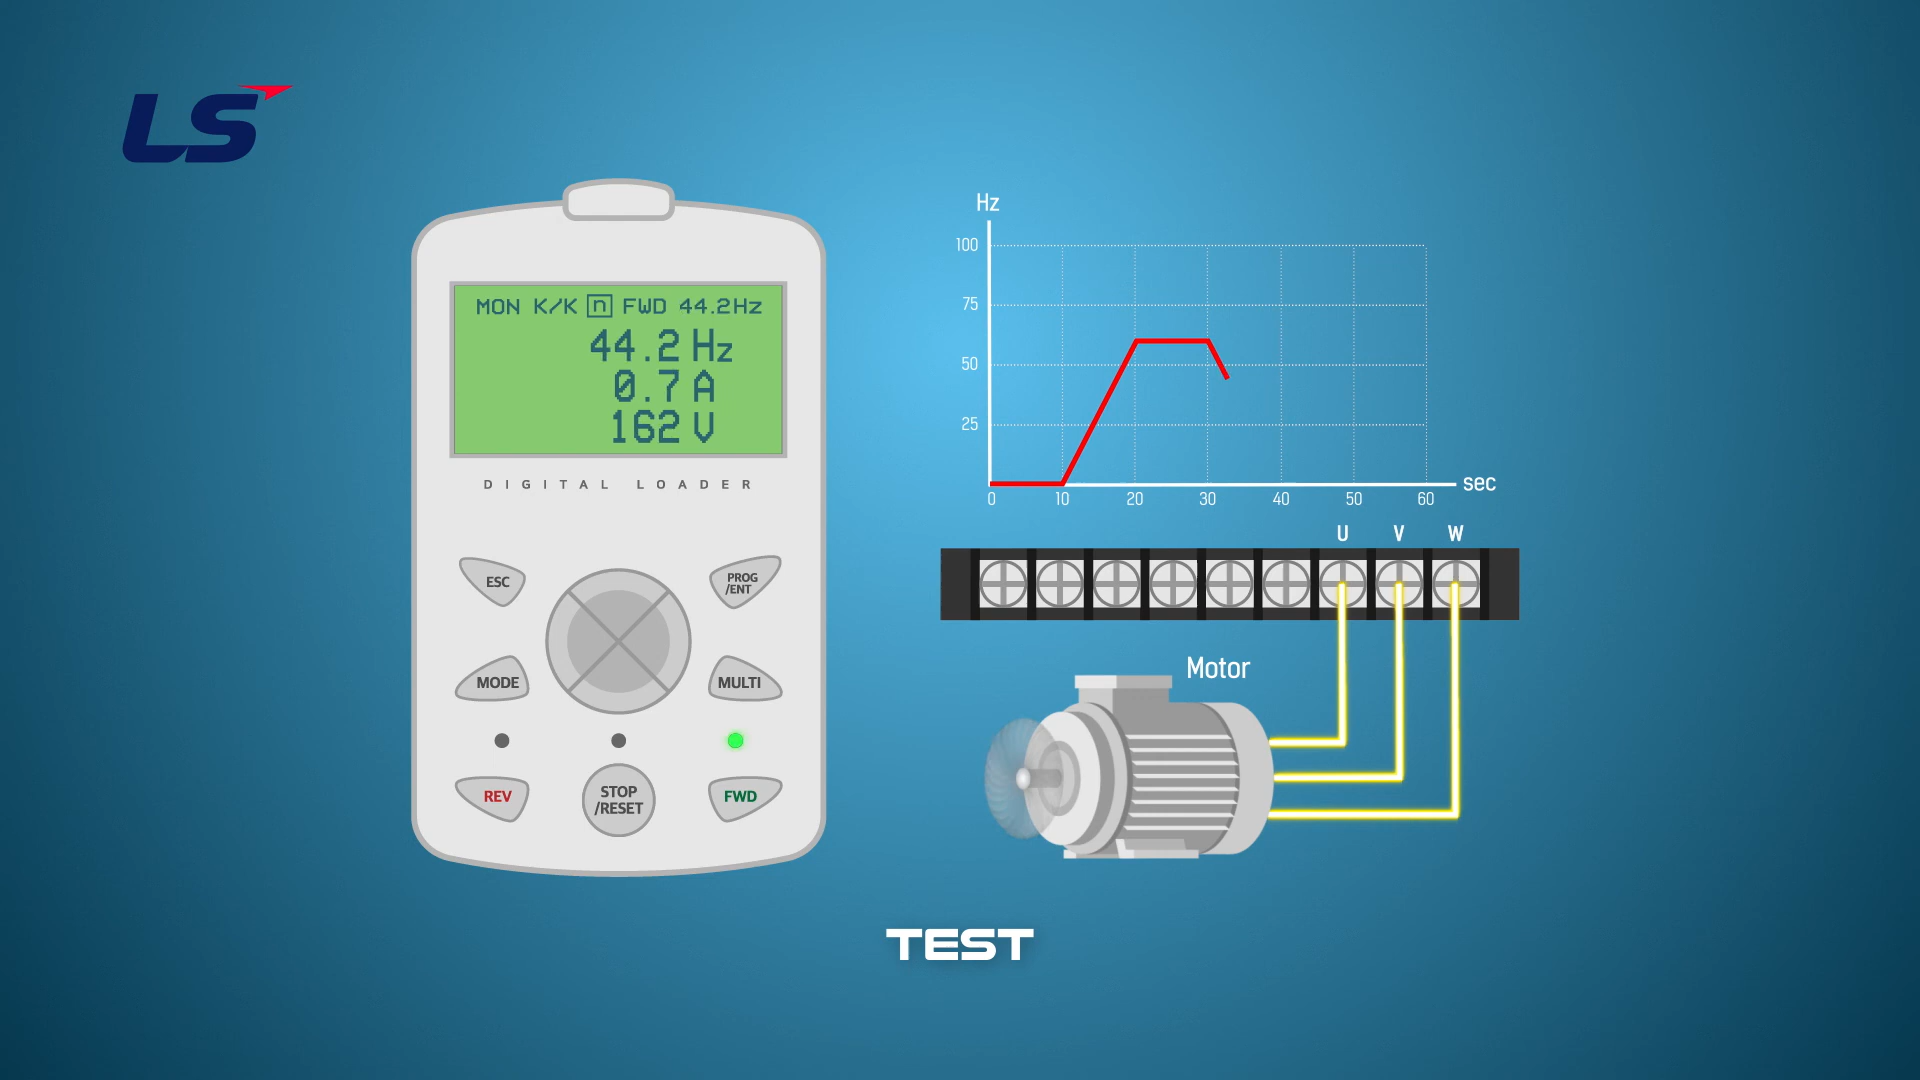 LS
MON K/K n FWD 44.2Hz
44.2 Hz
0.7 A
162 V
DIGITAL LOADER
ESC
PROG
/ENT
MODE
MULTI
REV
STOP
/RESET
FWD
Hz
100
75
50
25
0 10 20 30 40 50 60 sec
U V W
Motor
TEST